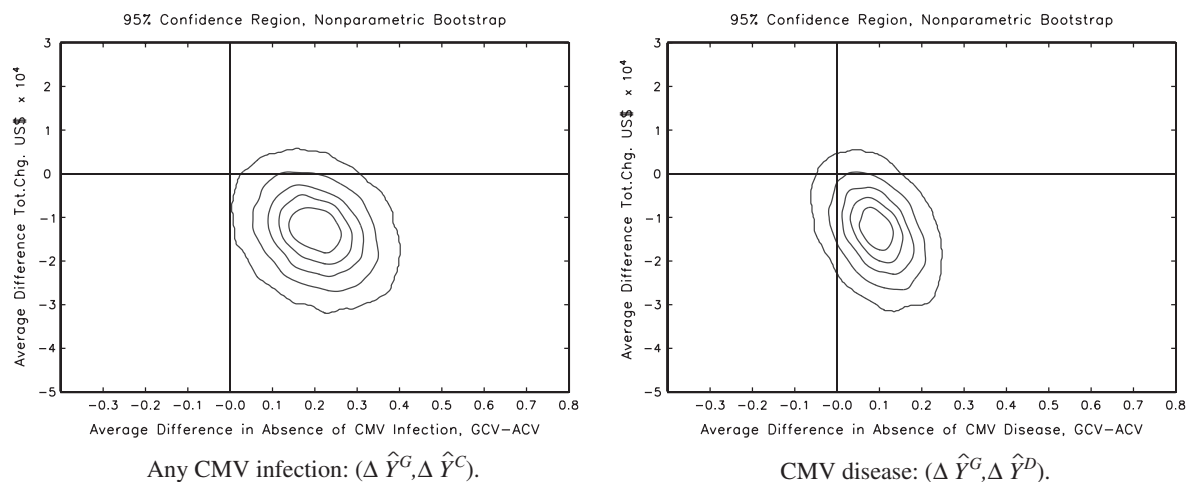 95% Confidence Region, Nonparametric Bootstrap
Average Difference Tot.Chg. US$ × 10⁴
3
2
1
0
−1
−2
−3
−4
−5
−0.3 −0.2 −0.1 −0.0 0.1 0.2 0.3 0.4 0.5 0.6 0.7 0.8
Average Difference in Absence of CMV Infection, GCV−ACV
Any CMV infection: (Δ Ŷᴳ,Δ Ŷᶜ).
95% Confidence Region, Nonparametric Bootstrap
Average Difference Tot.Chg. US$ × 10⁴
3
2
1
0
−1
−2
−3
−4
−5
−0.3 −0.2 −0.1 −0.0 0.1 0.2 0.3 0.4 0.5 0.6 0.7 0.8
Average Difference in Absence of CMV Disease, GCV−ACV
CMV disease: (Δ Ŷᴳ,Δ Ŷᴰ).